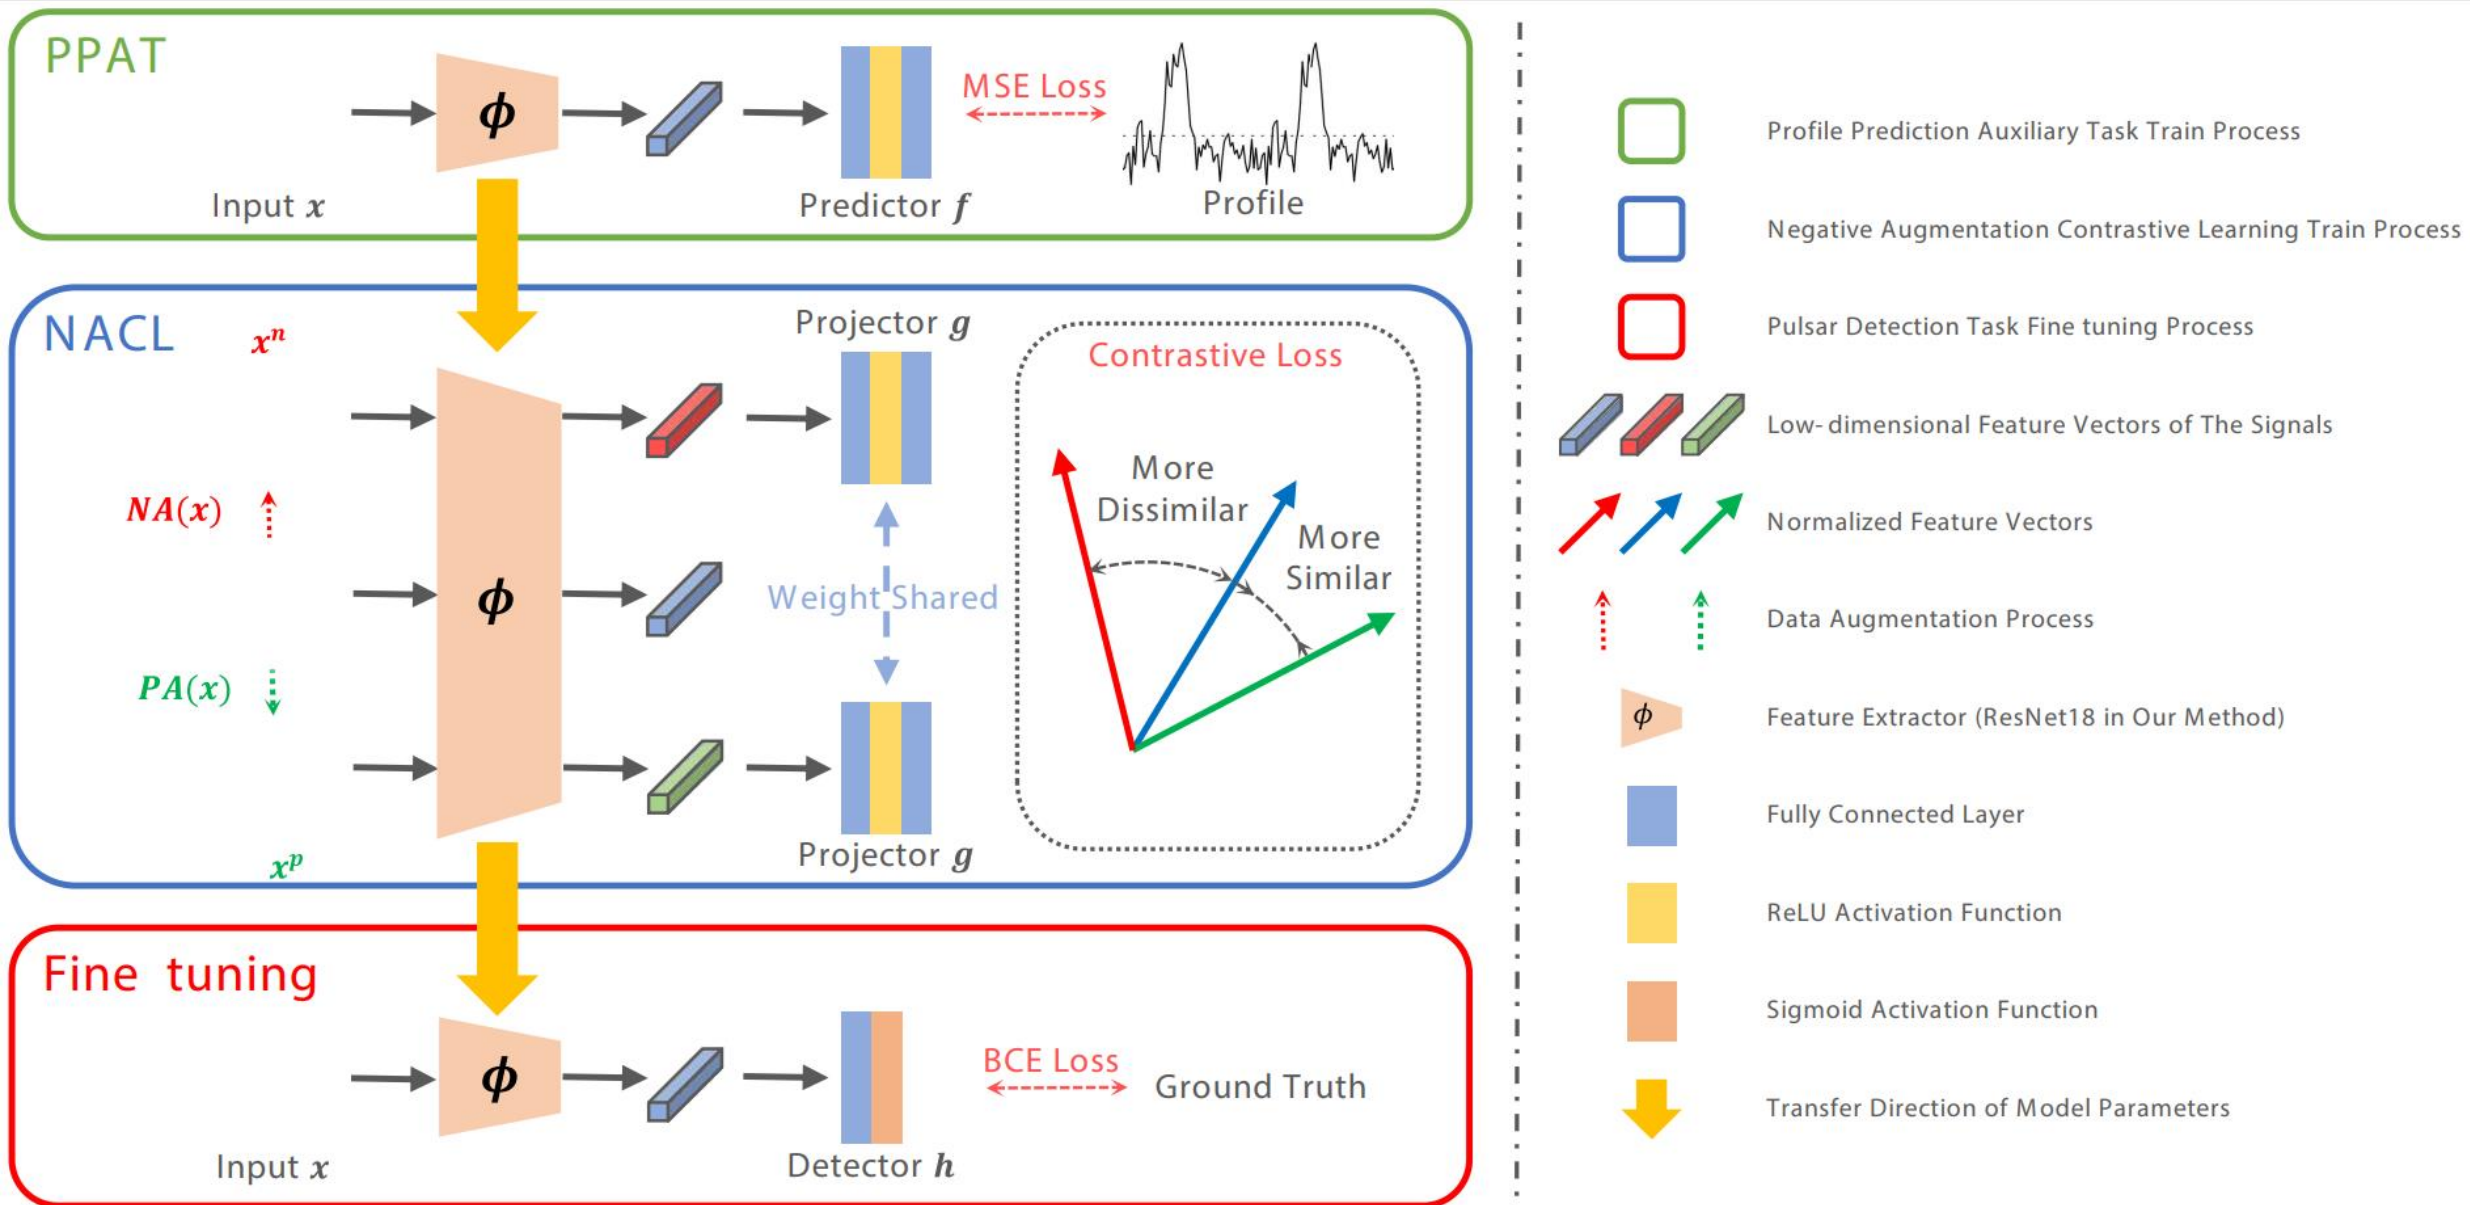 PPAT
ϕ
MSE Loss
Input x
Predictor f
Profile
NACL
xⁿ
Projector g
Contrastive Loss
More
Dissimilar
More
Similar
NA(x)
ϕ
Weight Shared
PA(x)
xᵖ
Projector g
Fine tuning
ϕ
BCE Loss
Ground Truth
Input x
Detector h
Profile Prediction Auxiliary Task Train Process
Negative Augmentation Contrastive Learning Train Process
Pulsar Detection Task Fine tuning Process
Low-dimensional Feature Vectors of The Signals
Normalized Feature Vectors
Data Augmentation Process
ϕ
Feature Extractor (ResNet18 in Our Method)
Fully Connected Layer
ReLU Activation Function
Sigmoid Activation Function
Transfer Direction of Model Parameters